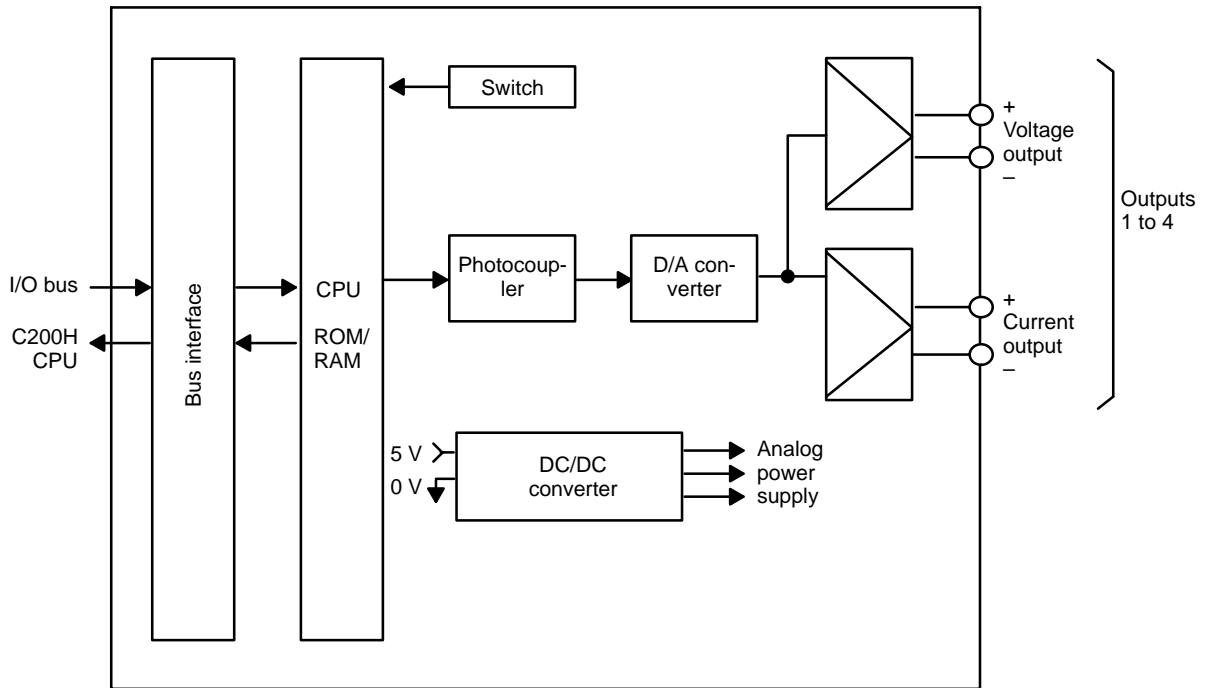 Switch
+
Voltage
output
–
Outputs
1 to 4
I/O bus
C200H
CPU
Bus interface
CPU
ROM/
RAM
Photocoup-
ler
D/A con-
verter
+
Current
output
–
5 V
0 V
DC/DC
converter
Analog
power
supply